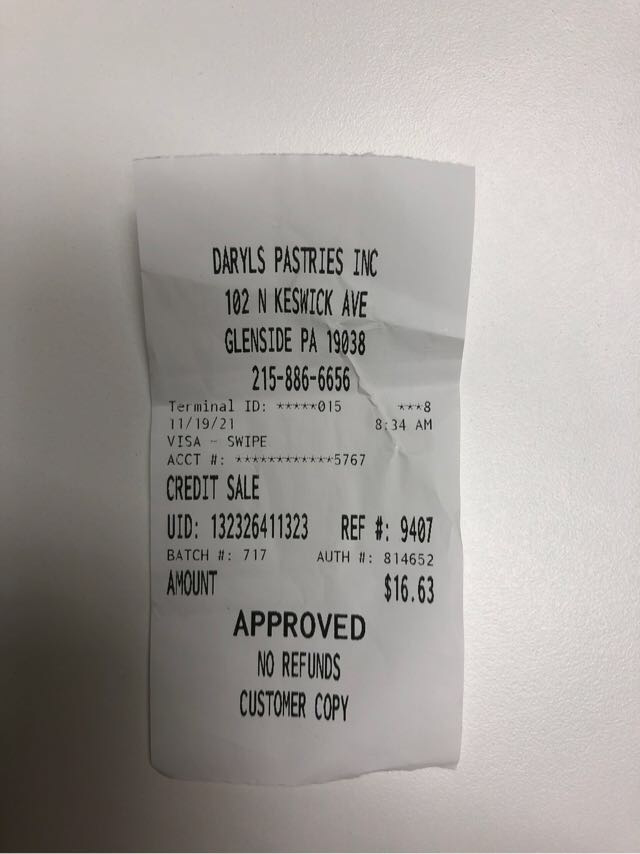 DARYLS PASTRIES INC
102 N KESWICK AVE
GLENSIDE PA 19038
215-886-6656
Terminal ID: *****015 ***8
11/19/21 8:34 AM
VISA - SWIPE
ACCT #: ************5767
CREDIT SALE
UID: 132326411323 REF #: 9407
BATCH #: 717 AUTH #: 814652
AMOUNT $16.63
APPROVED
NO REFUNDS
CUSTOMER COPY